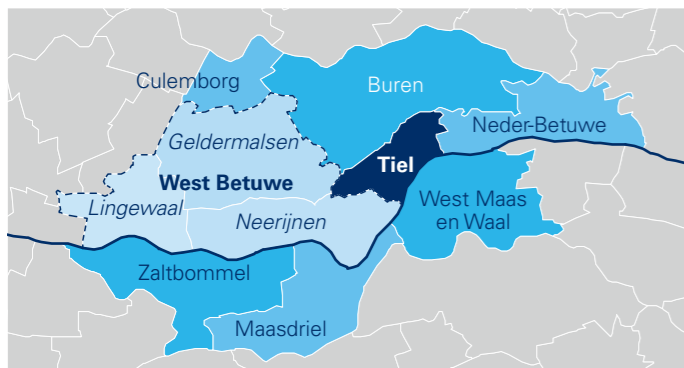 Culemborg
Buren
Geldermalsen
Neder-Betuwe
Tiel
West Betuwe
Lingewaal
Neerijnen
West Maas
en Waal
Zaltbommel
Maasdriel